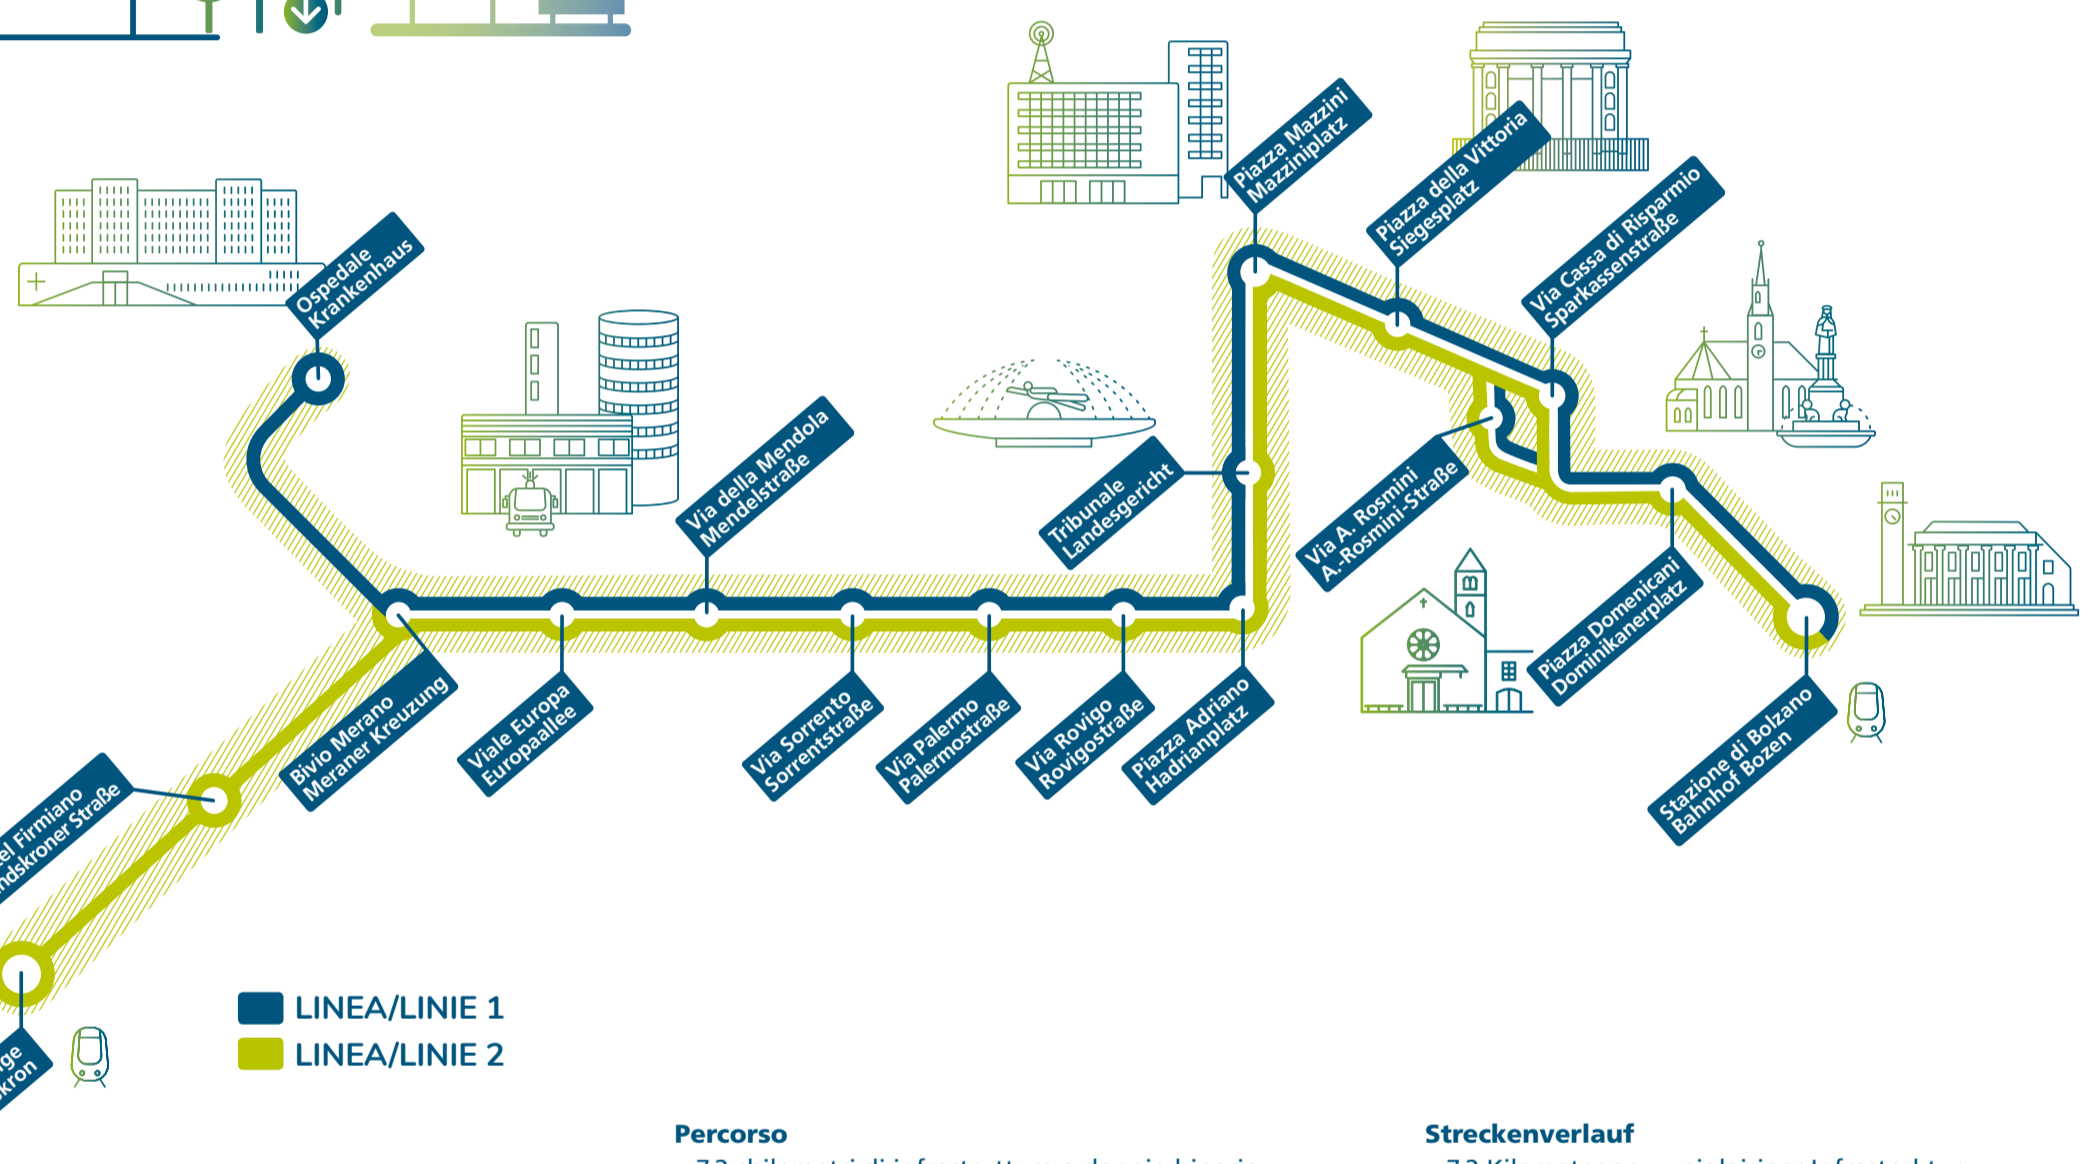 Piazza Mazzini
Mazziniplatz
Piazza della Vittoria
Siegesplatz
Via Cassa di Risparmio
Sparkassenstraße
Ospedale
Krankenhaus
Via della Mendola
Mendelstraße
Tribunale
Landesgericht
Via A. Rosmini
A.-Rosmini-Straße
Piazza Domenicani
Dominikanerplatz
Bivio Merano
Meraner Kreuzung
Viale Europa
Europaallee
Via Sorrento
Sorrentstraße
Via Palermo
Palermostraße
Via Rovigo
Rovigostraße
Piazza Adriano
Hadrianplatz
Stazione di Bolzano
Bahnhof Bozen
Firmiano
Straße
LINEA/LINIE 1
LINEA/LINIE 2
Percorso
Streckenverlauf